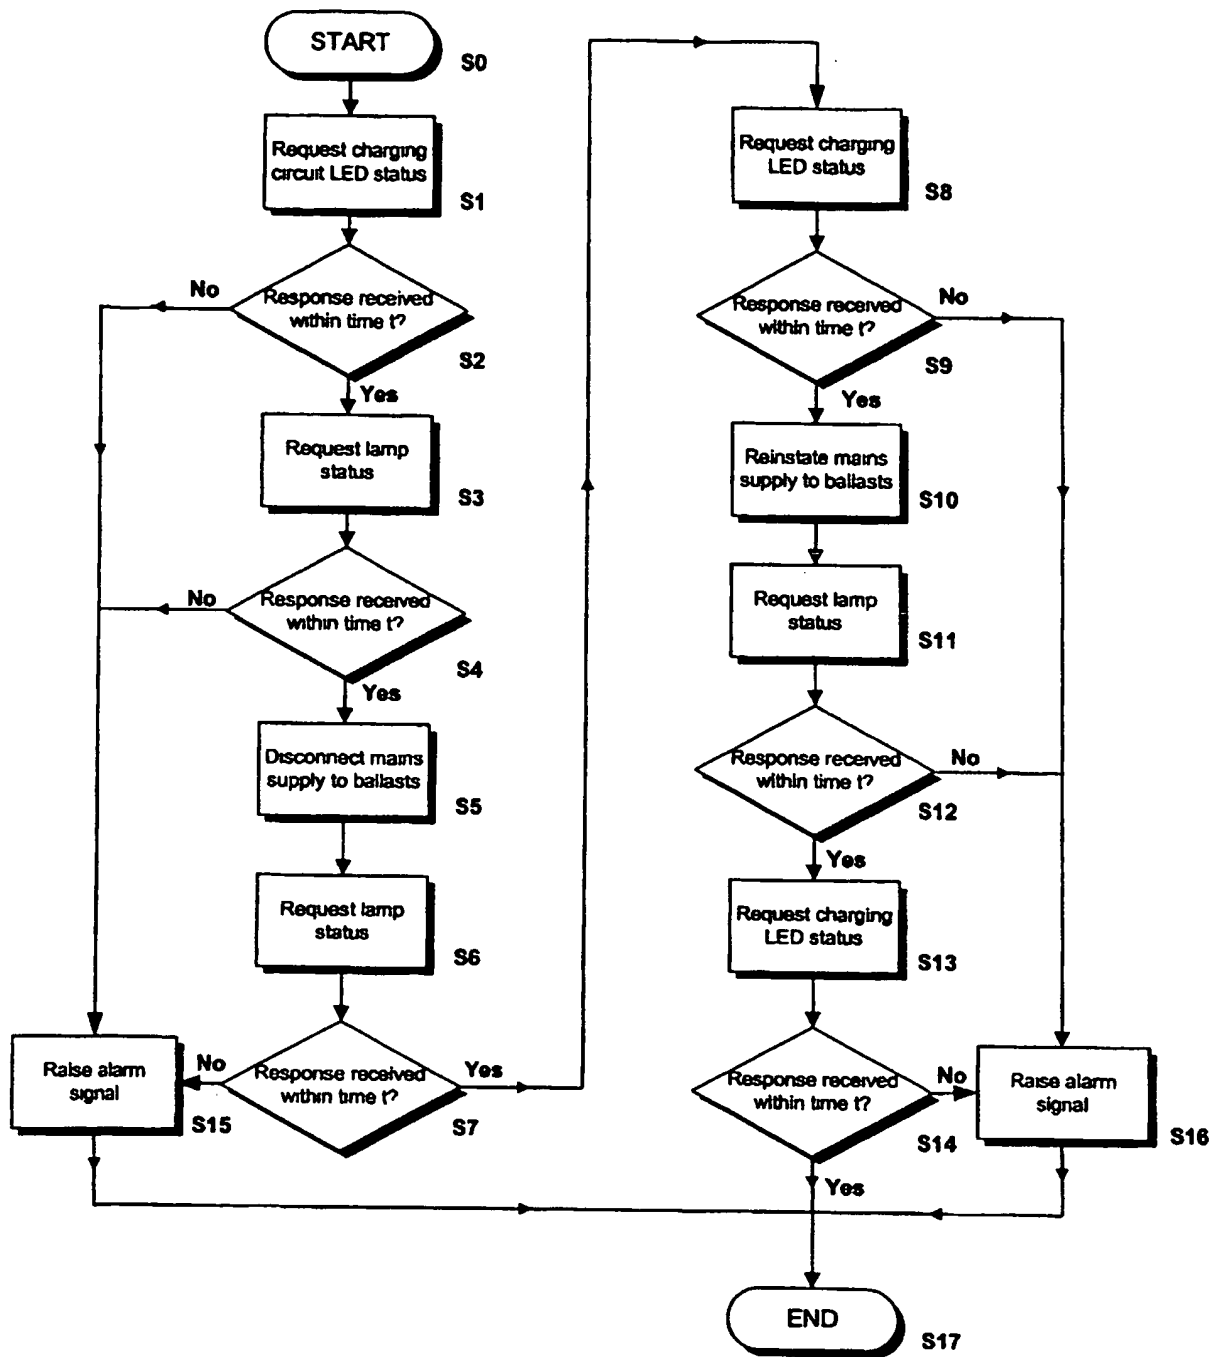 START
S0
Request charging
circuit LED status
S1
No
Response received
within time t?
S2
Yes
Request lamp
status
S3
No
Response received
within time t?
S4
Yes
Disconnect mains
supply to ballasts
S5
Request lamp
status
S6
Raise alarm
signal
S15
No
Response received
within time t?
S7
Yes
Request charging
LED status
S8
Response received
within time t?
No
S9
Yes
Reinstate mains
supply to ballasts
S10
Request lamp
status
S11
Response received
within time t?
No
S12
Yes
Request charging
LED status
S13
Response received
within time t?
No
S14
Yes
Raise alarm
signal
S16
END
S17